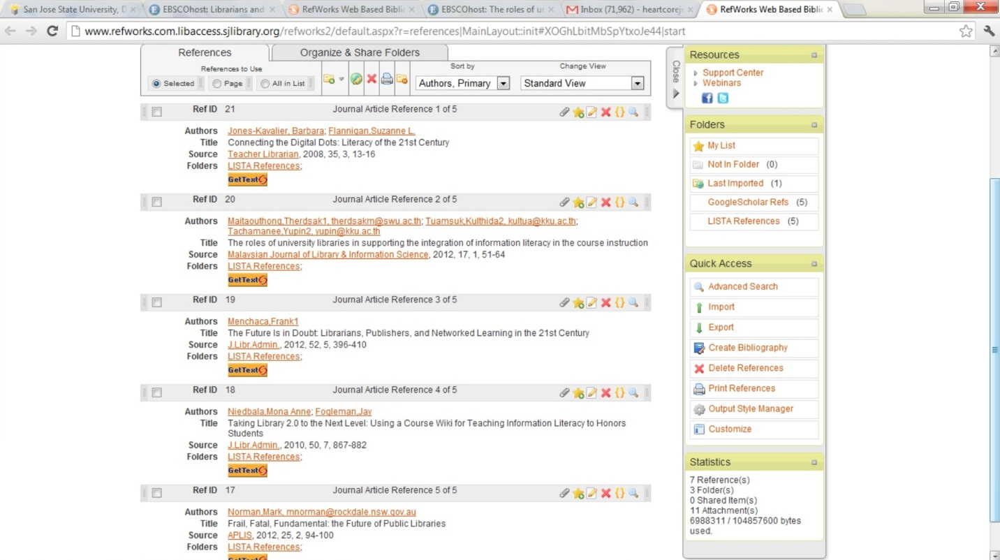 San Jose State University, D
EBSCOhost: Librarians and
RefWorks Web Based Biblic
EBSCOhost: The roles of ur
Inbox (71,962) - heartcoreje
RefWorks Web Based Biblic
www.refworks.com.libaccess.sjlibrary.org/refworks2/default.aspx?r=references|MainLayout::init#XOGhLbitMbSpYtxoJe44|start
References
Organize & Share Folders
References to Use
Selected
Page
All in List
Sort by
Authors, Primary
Change View
Standard View
Close
Ref ID 21 Journal Article Reference 1 of 5
Authors Jones-Kavalier, Barbara; Flannigan,Suzanne L.
Title Connecting the Digital Dots: Literacy of the 21st Century
Source Teacher Librarian, 2008, 35, 3, 13-16
Folders LISTA References;
GetText
Ref ID 20 Journal Article Reference 2 of 5
Authors Maitaouthong,Therdsak1, therdsakm@swu.ac.th; Tuamsuk,Kulthida2, kultua@kku.ac.th;
Tachamanee,Yupin2, yupin@kku.ac.th
Title The roles of university libraries in supporting the integration of information literacy in the course instruction
Source Malaysian Journal of Library & Information Science, 2012, 17, 1, 51-64
Folders LISTA References;
GetText
Ref ID 19 Journal Article Reference 3 of 5
Authors Menchaca,Frank1
Title The Future Is in Doubt: Librarians, Publishers, and Networked Learning in the 21st Century
Source J.Libr.Admin., 2012, 52, 5, 396-410
Folders LISTA References;
GetText
Ref ID 18 Journal Article Reference 4 of 5
Authors Niedbala,Mona Anne; Fogleman,Jay
Title Taking Library 2.0 to the Next Level: Using a Course Wiki for Teaching Information Literacy to Honors
Students
Source J.Libr.Admin., 2010, 50, 7, 867-882
Folders LISTA References;
GetText
Ref ID 17 Journal Article Reference 5 of 5
Authors Norman,Mark, mnorman@rockdale.nsw.gov.au
Title Frail, Fatal, Fundamental: the Future of Public Libraries
Source APLIS, 2012, 25, 2, 94-100
Folders LISTA References;
GetText
Resources
Support Center
Webinars
Folders
My List
Not In Folder (0)
Last Imported (1)
GoogleScholar Refs (5)
LISTA References (5)
Quick Access
Advanced Search
Import
Export
Create Bibliography
Delete References
Print References
Output Style Manager
Customize
Statistics
7 Reference(s)
3 Folder(s)
0 Shared Item(s)
11 Attachment(s)
6988311 / 104857600 bytes
used.